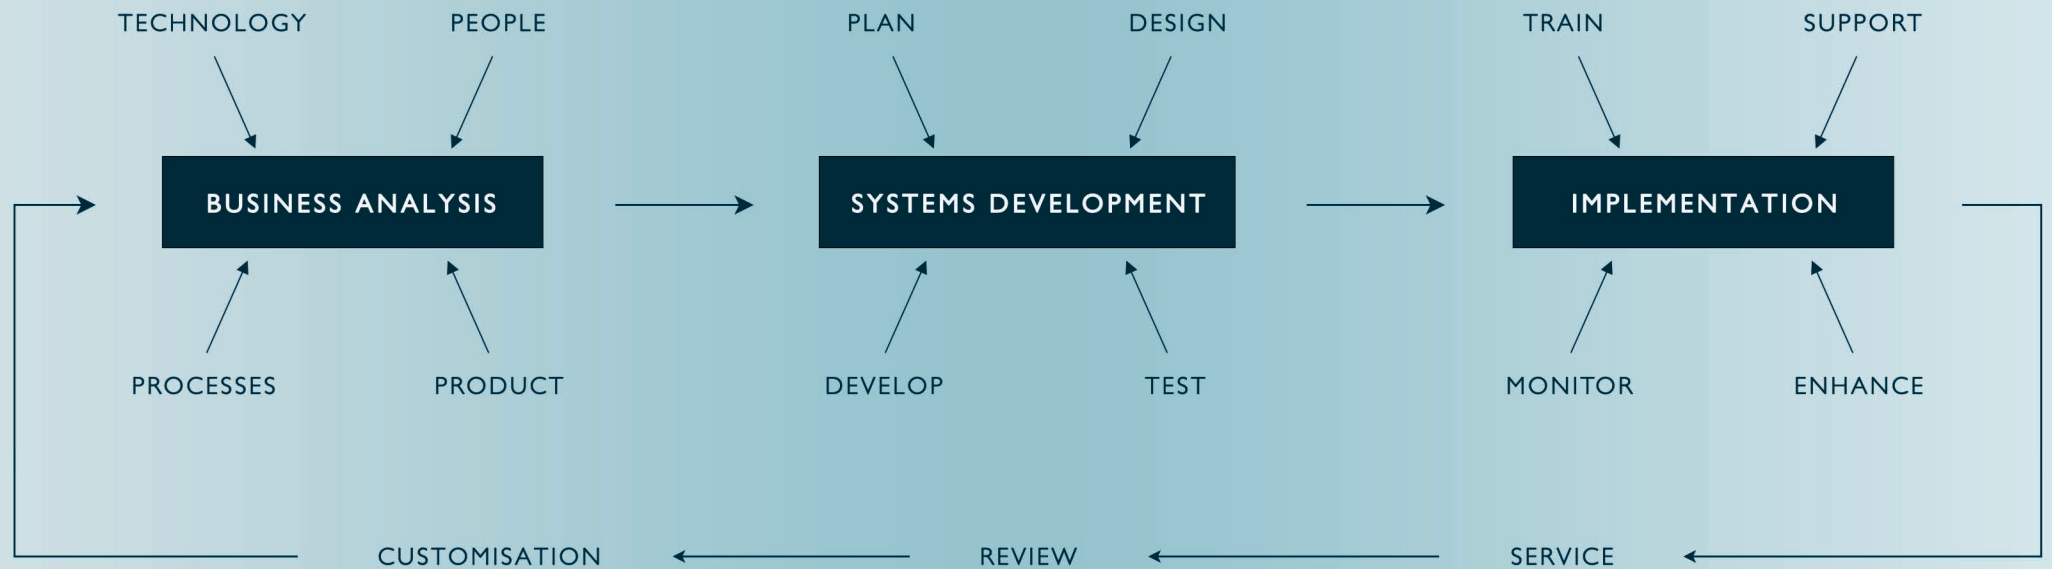 TECHNOLOGY PEOPLE PLAN DESIGN TRAIN SUPPORT
BUSINESS ANALYSIS SYSTEMS DEVELOPMENT IMPLEMENTATION
PROCESSES PRODUCT DEVELOP TEST MONITOR ENHANCE
CUSTOMISATION REVIEW SERVICE